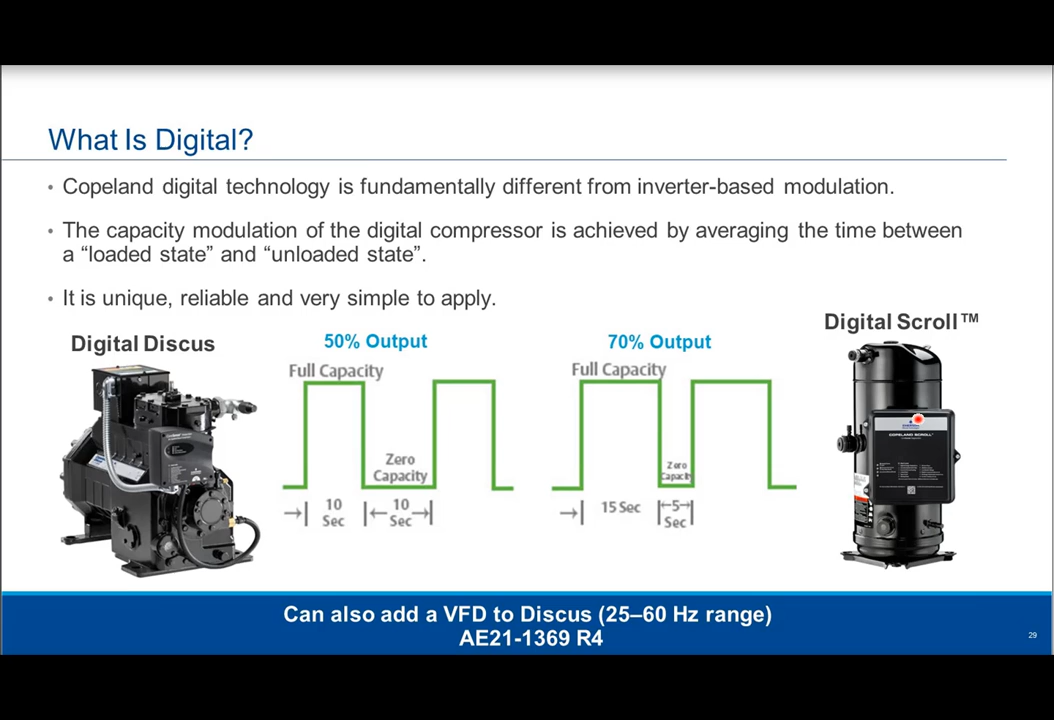 What Is Digital?
• Copeland digital technology is fundamentally different from inverter-based modulation.
• The capacity modulation of the digital compressor is achieved by averaging the time between
a “loaded state” and “unloaded state”.
• It is unique, reliable and very simple to apply.
Digital Discus
50% Output
Full Capacity
Zero
Capacity
10
Sec
10
Sec
70% Output
Full Capacity
Zero
Capacity
15 Sec
5
Sec
Digital Scroll™
COPELAND SCROLL™
Can also add a VFD to Discus (25–60 Hz range)
AE21-1369 R4
29